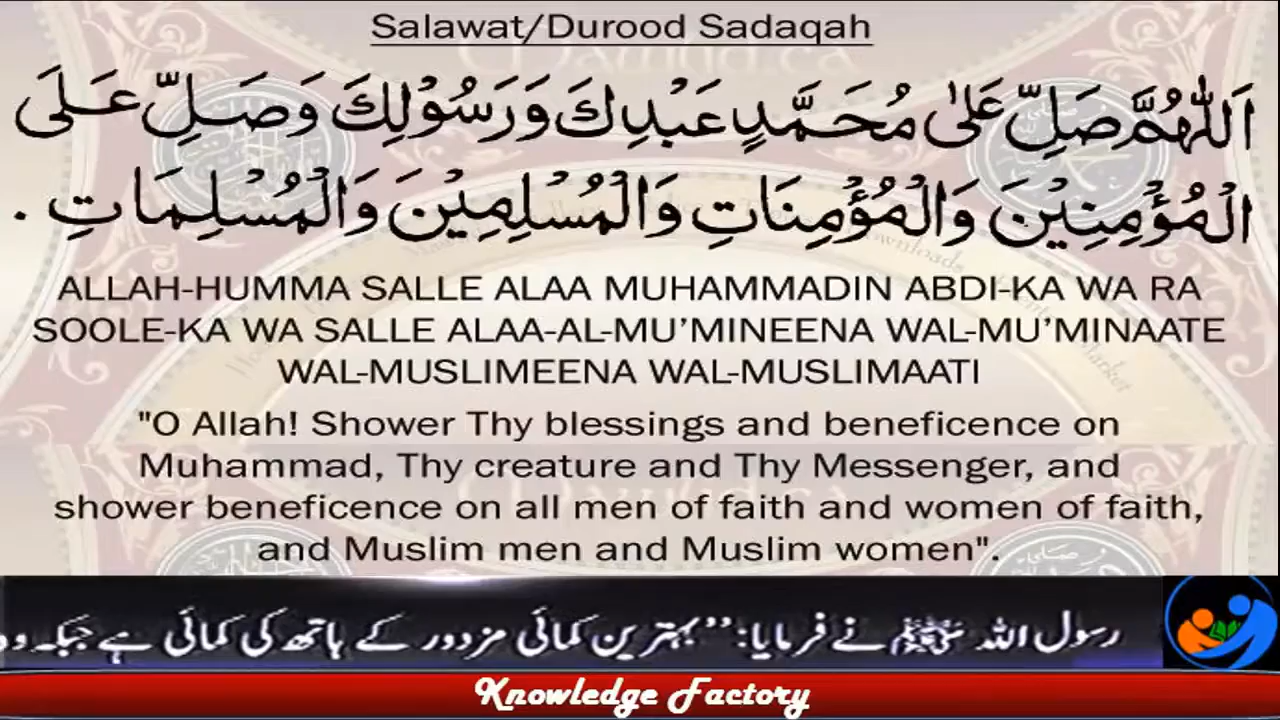 Salawat/Durood Sadaqah
اَللّٰهُمَّ صَلِّ عَلٰى مُحَمَّدٍ عَبْدِكَ وَرَسُوْلِكَ وَصَلِّ عَلَى
الْمُؤْمِنِيْنَ وَالْمُؤْمِنَاتِ وَالْمُسْلِمِيْنَ وَالْمُسْلِمَاتِ .
ALLAH-HUMMA SALLE ALAA MUHAMMADIN ABDI-KA WA RA
SOOLE-KA WA SALLE ALAA-AL-MU’MINEENA WAL-MU’MINAATE
WAL-MUSLIMEENA WAL-MUSLIMAATI
"O Allah! Shower Thy blessings and beneficence on
Muhammad, Thy creature and Thy Messenger, and
shower beneficence on all men of faith and women of faith,
and Muslim men and Muslim women".
رسول اللہ ﷺ نے فرمایا: ’’بہترین کمائی مزدور کے ہاتھ کی کمائی ہے جبکہ وہ
Knowledge Factory